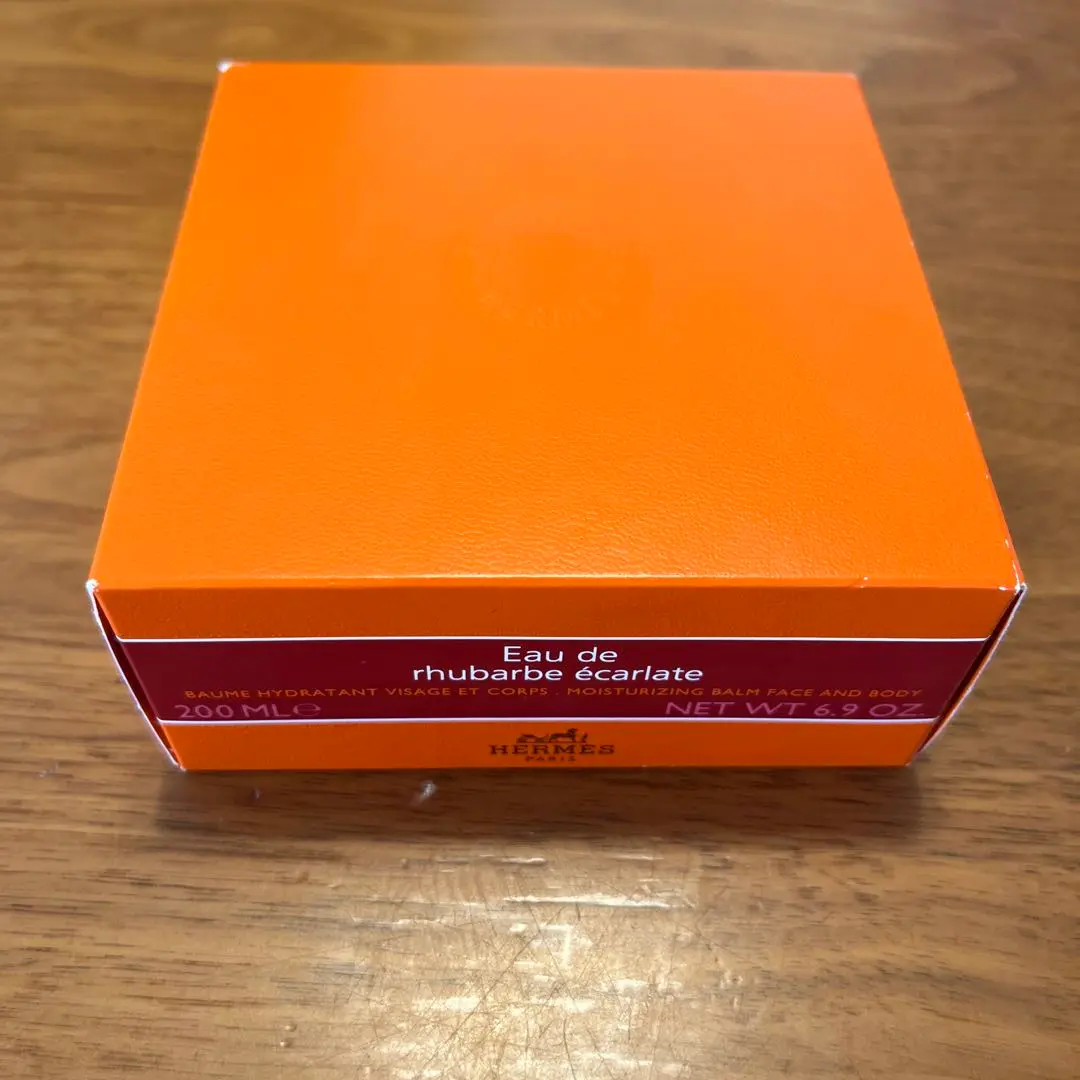 Eau de
rhubarbe écarlate
BAUME HYDRATANT VISAGE ET CORPS . MOISTURIZING BALM FACE AND BODY
200 ML ℮ NET WT 6.9 OZ.
HERMÈS
PARIS